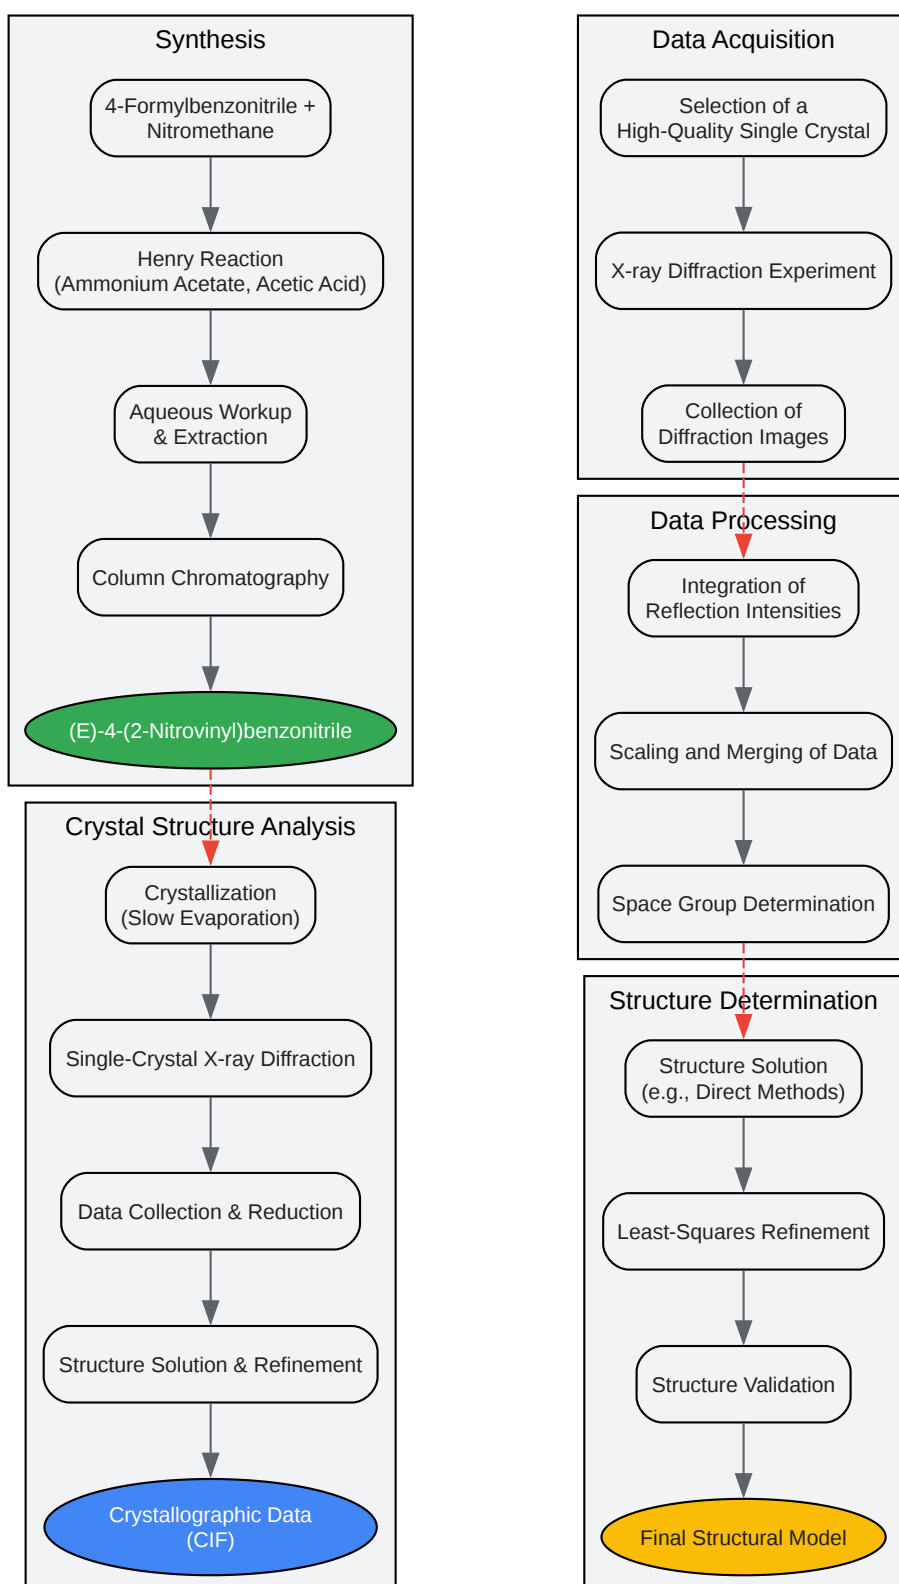 Synthesis
4-Formylbenzonitrile +
Nitromethane
Henry Reaction
(Ammonium Acetate, Acetic Acid)
Aqueous Workup
& Extraction
Column Chromatography
(E)-4-(2-Nitrovinyl)benzonitrile
Crystal Structure Analysis
Crystallization
(Slow Evaporation)
Single-Crystal X-ray Diffraction
Data Collection & Reduction
Structure Solution & Refinement
Crystallographic Data
(CIF)
Data Acquisition
Selection of a
High-Quality Single Crystal
X-ray Diffraction Experiment
Collection of
Diffraction Images
Data Processing
Integration of
Reflection Intensities
Scaling and Merging of Data
Space Group Determination
Structure Determination
Structure Solution
(e.g., Direct Methods)
Least-Squares Refinement
Structure Validation
Final Structural Model